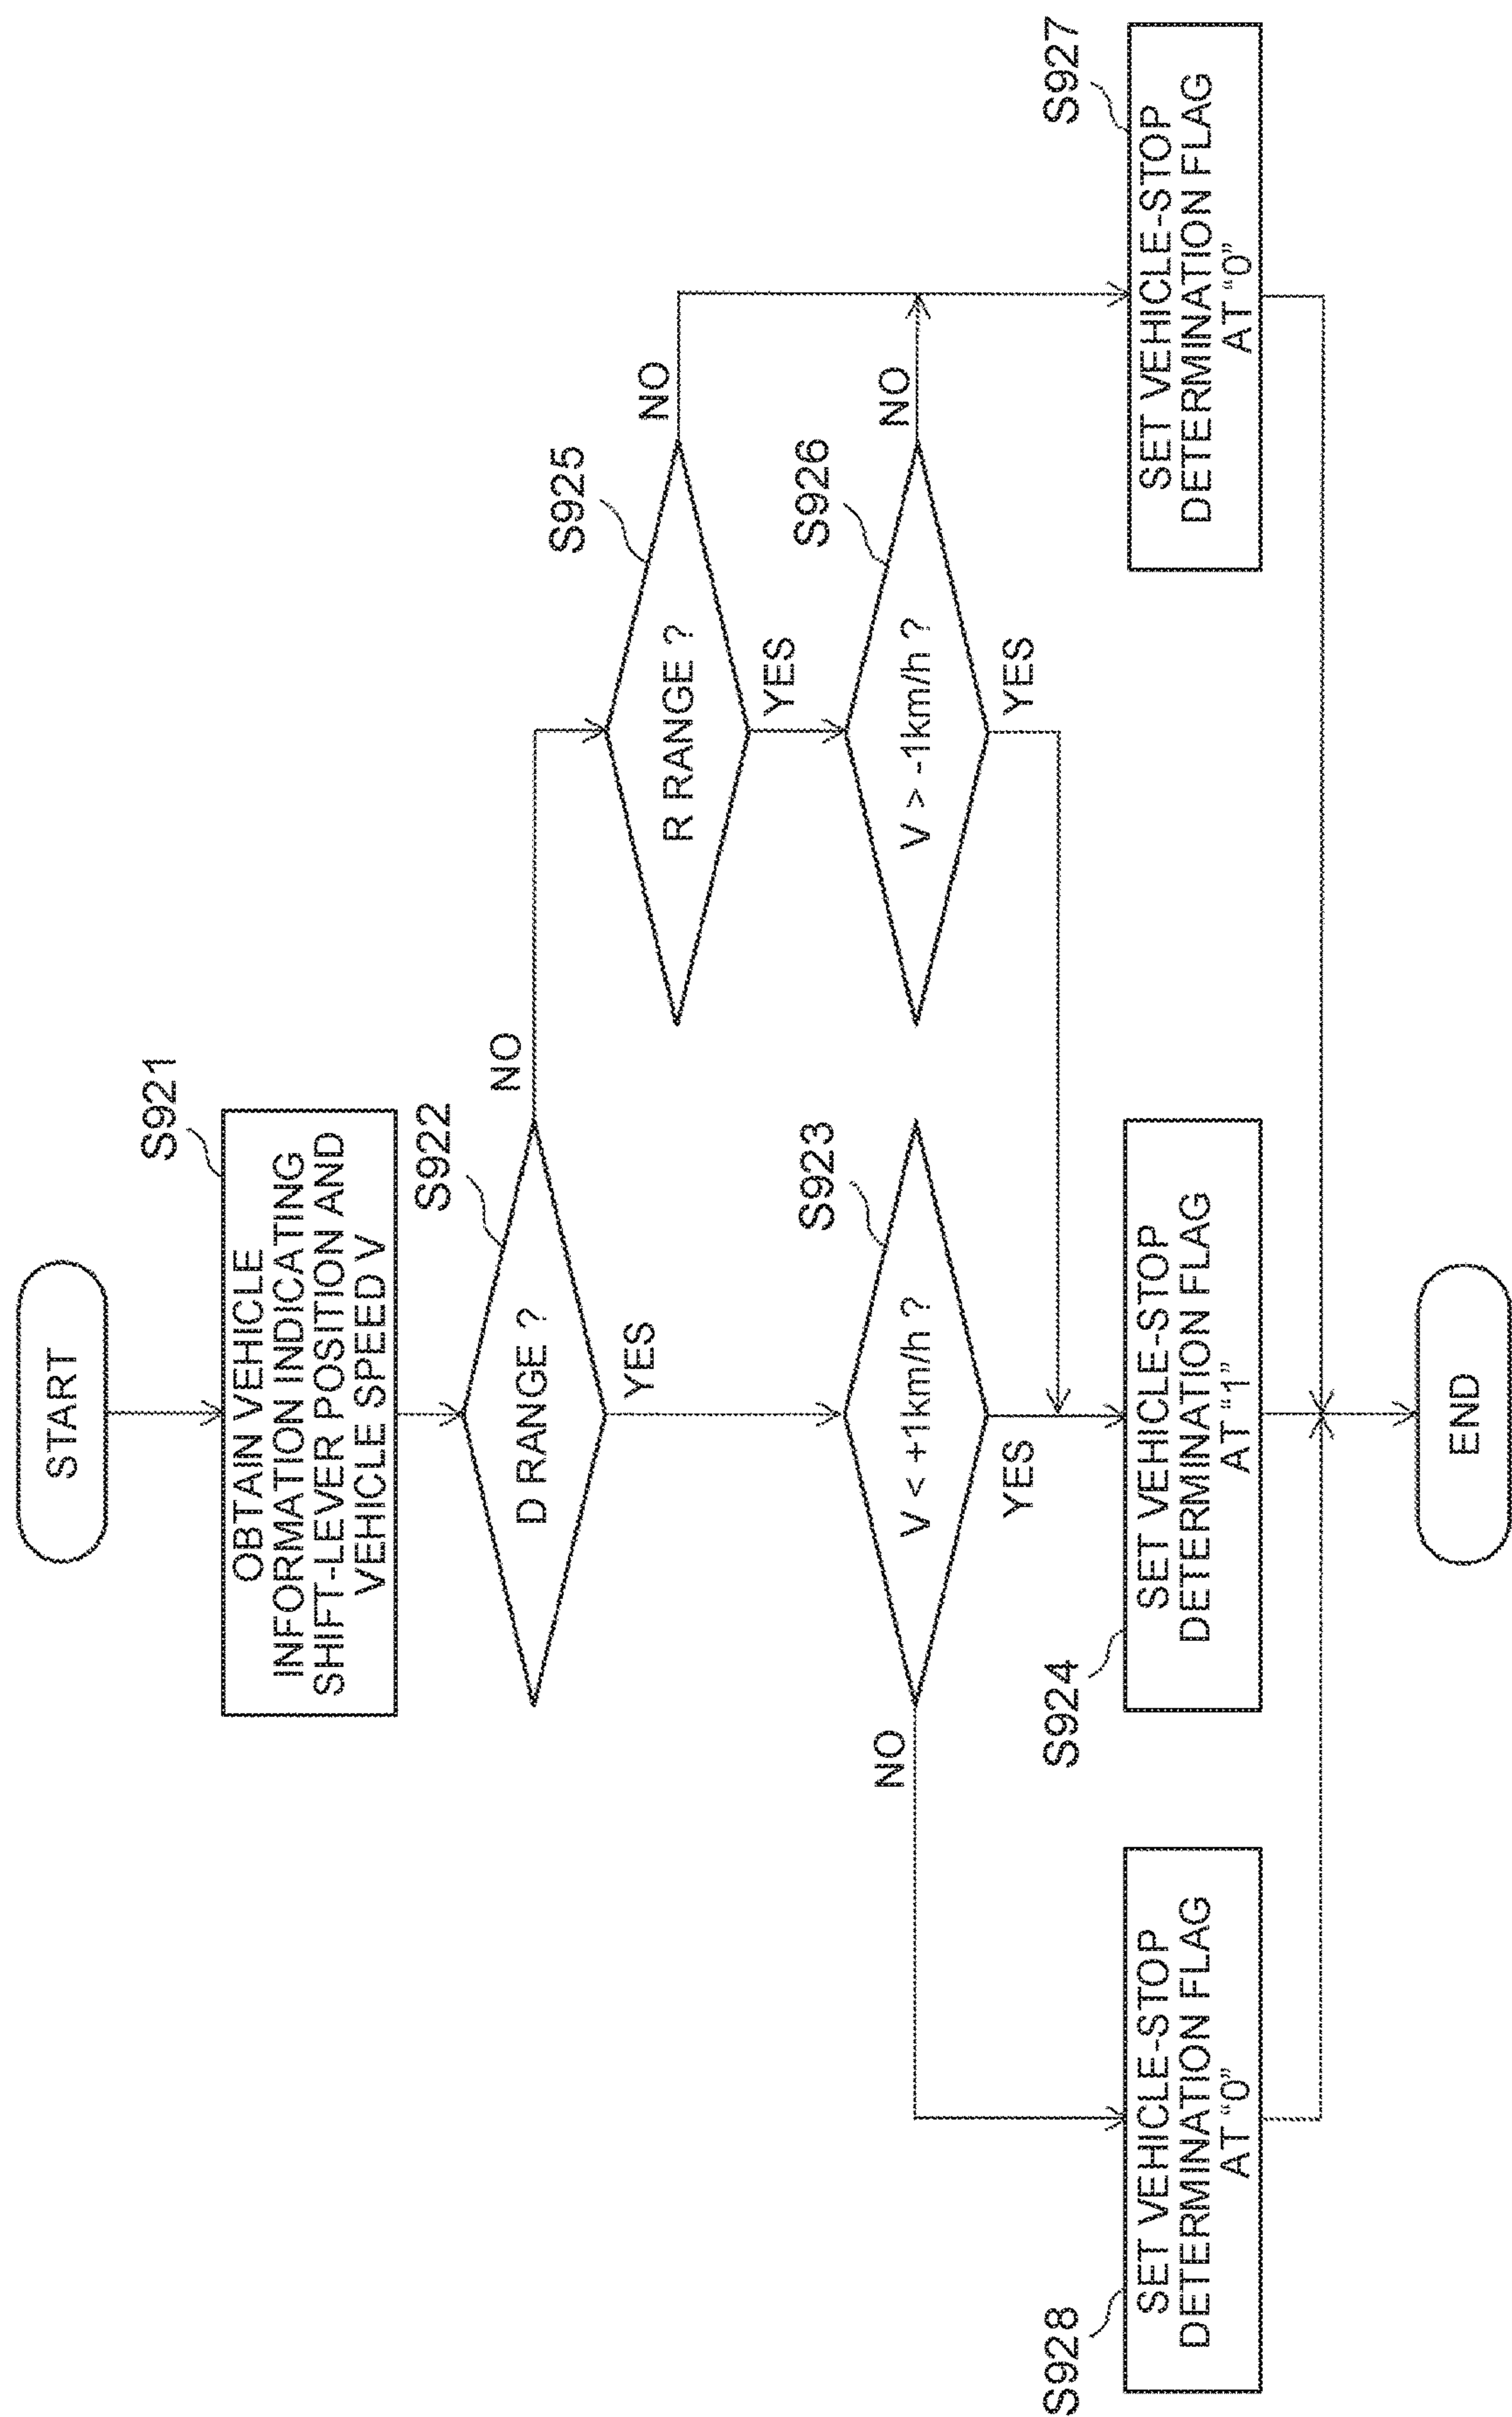 START
S921
OBTAIN VEHICLE
INFORMATION INDICATING
SHIFT-LEVER POSITION AND
VEHICLE SPEED V
S922
D RANGE ?
NO
YES
S925
R RANGE ?
NO
YES
S923
V < +1km/h ?
NO
YES
S926
V > -1km/h ?
NO
YES
S928
SET VEHICLE-STOP
DETERMINATION FLAG
AT “0”
S924
SET VEHICLE-STOP
DETERMINATION FLAG
AT “1”
S927
SET VEHICLE-STOP
DETERMINATION FLAG
AT “0”
END